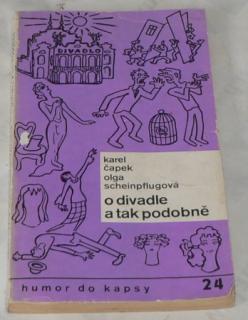 DIVADLO
karel
čapek
olga
scheinpflugová
o divadle
a tak podobně
humor do kapsy 24